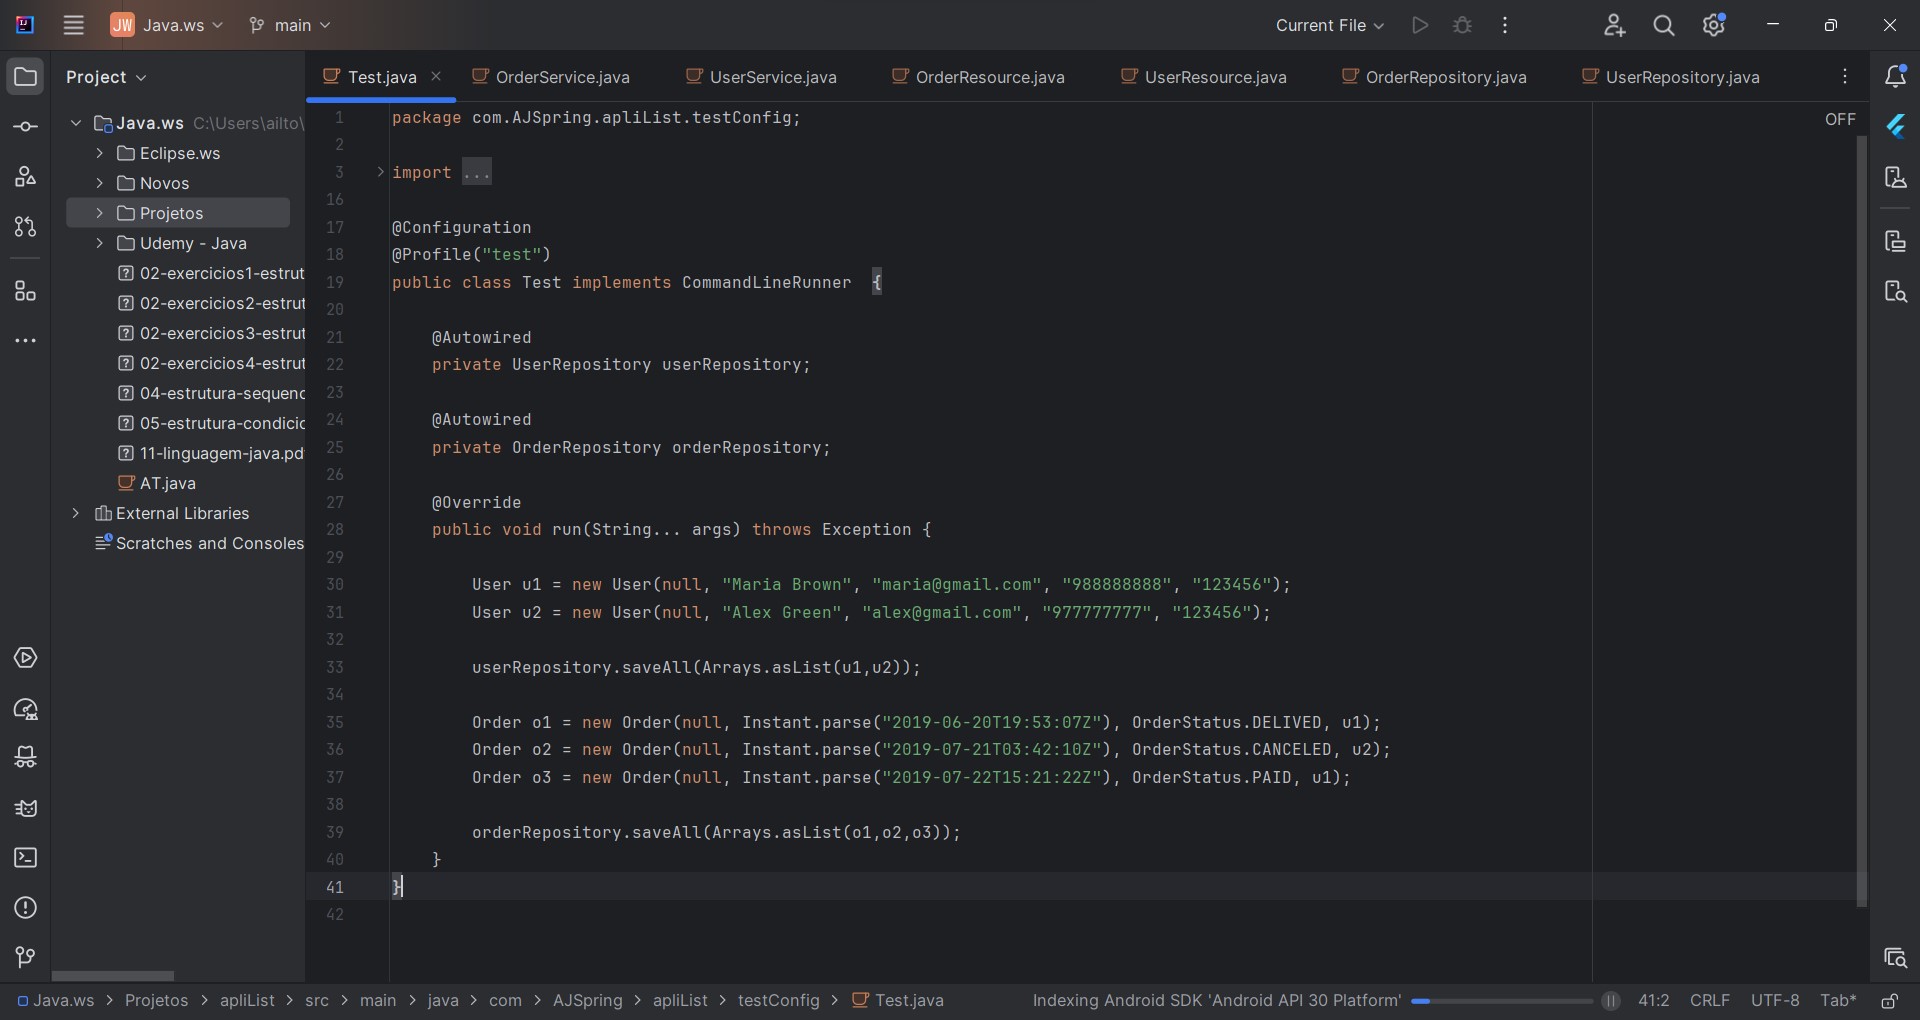 JW Java.ws main Current File
Project
Test.java OrderService.java UserService.java OrderResource.java UserResource.java OrderRepository.java UserRepository.java
Java.ws C:\Users\ailto\
Eclipse.ws
Novos
Projetos
Udemy - Java
02-exercicios1-estrut
02-exercicios2-estrut
02-exercicios3-estrut
02-exercicios4-estrut
04-estrutura-sequenc
05-estrutura-condicio
11-linguagem-java.pd
AT.java
External Libraries
Scratches and Consoles
OFF
1 package com.AJSpring.apliList.testConfig;
2
3 import ...
16
17 @Configuration
18 @Profile("test")
19 public class Test implements CommandLineRunner  {
20
21 @Autowired
22 private UserRepository userRepository;
23
24 @Autowired
25 private OrderRepository orderRepository;
26
27 @Override
28 public void run(String... args) throws Exception {
29
30 User u1 = new User(null, "Maria Brown", "maria@gmail.com", "988888888", "123456");
31 User u2 = new User(null, "Alex Green", "alex@gmail.com", "977777777", "123456");
32
33 userRepository.saveAll(Arrays.asList(u1,u2));
34
35 Order o1 = new Order(null, Instant.parse("2019-06-20T19:53:07Z"), OrderStatus.DELIVED, u1);
36 Order o2 = new Order(null, Instant.parse("2019-07-21T03:42:10Z"), OrderStatus.CANCELED, u2);
37 Order o3 = new Order(null, Instant.parse("2019-07-22T15:21:22Z"), OrderStatus.PAID, u1);
38
39 orderRepository.saveAll(Arrays.asList(o1,o2,o3));
40 }
41 }
42
Java.ws > Projetos > apliList > src > main > java > com > AJSpring > apliList > testConfig > Test.java Indexing Android SDK 'Android API 30 Platform' 41:2 CRLF UTF-8 Tab*